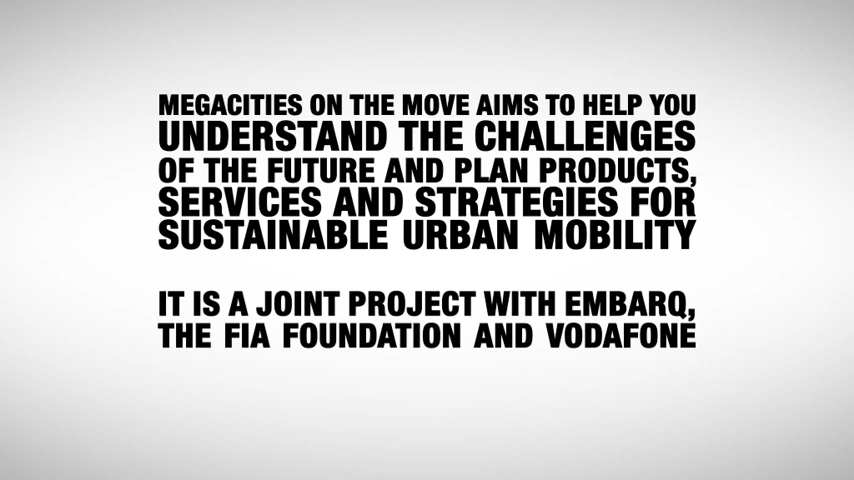 MEGACITIES ON THE MOVE AIMS TO HELP YOU
UNDERSTAND THE CHALLENGES
OF THE FUTURE AND PLAN PRODUCTS,
SERVICES AND STRATEGIES FOR
SUSTAINABLE URBAN MOBILITY
IT IS A JOINT PROJECT WITH EMBARQ,
THE FIA FOUNDATION AND VODAFONE